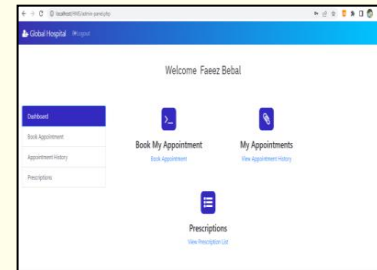 Global Hospital Logout
Welcome Faeez Bebal
Dashboard
Book Appointment
Appointment History
Prescriptions
Book My Appointment
Book Appointment
My Appointments
View Appointment History
Prescriptions
View Prescription List